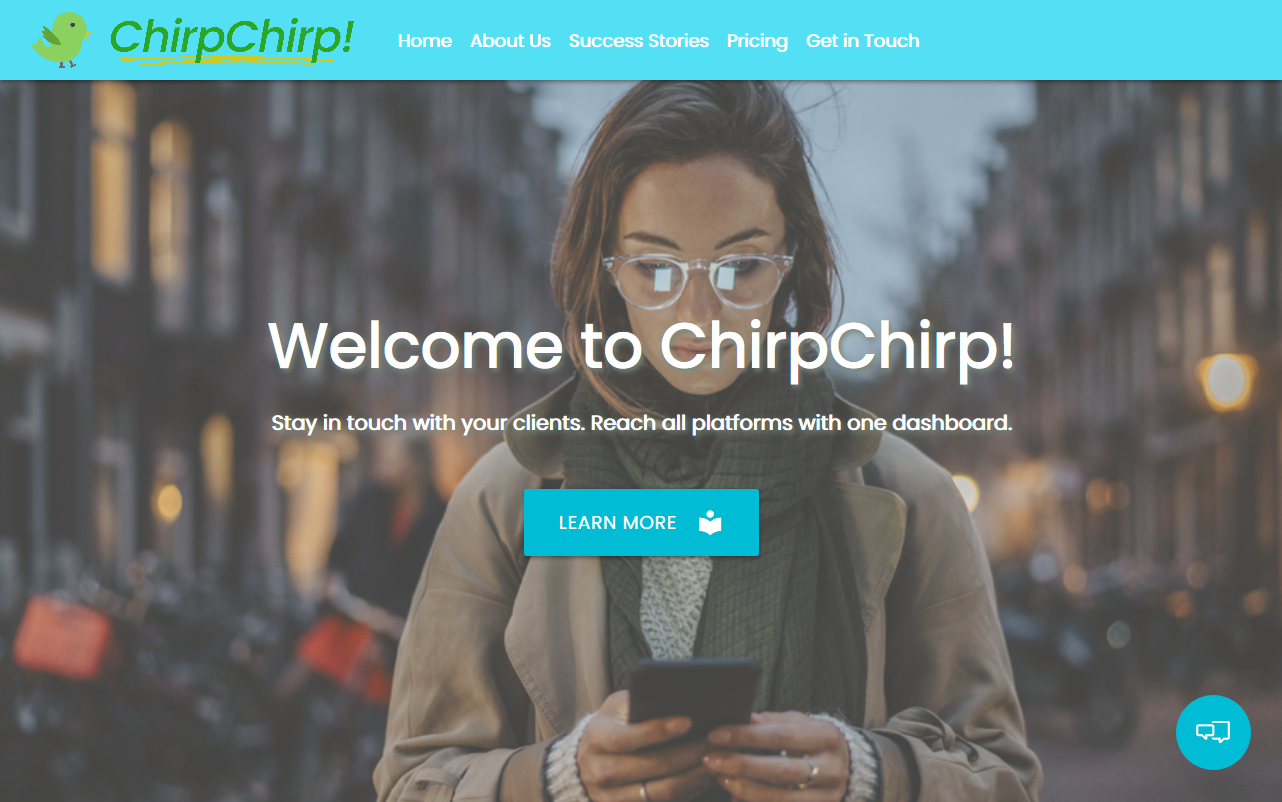 ChirpChirp!
Home About Us Success Stories Pricing Get in Touch
Welcome to ChirpChirp!
Stay in touch with your clients. Reach all platforms with one dashboard.
LEARN MORE